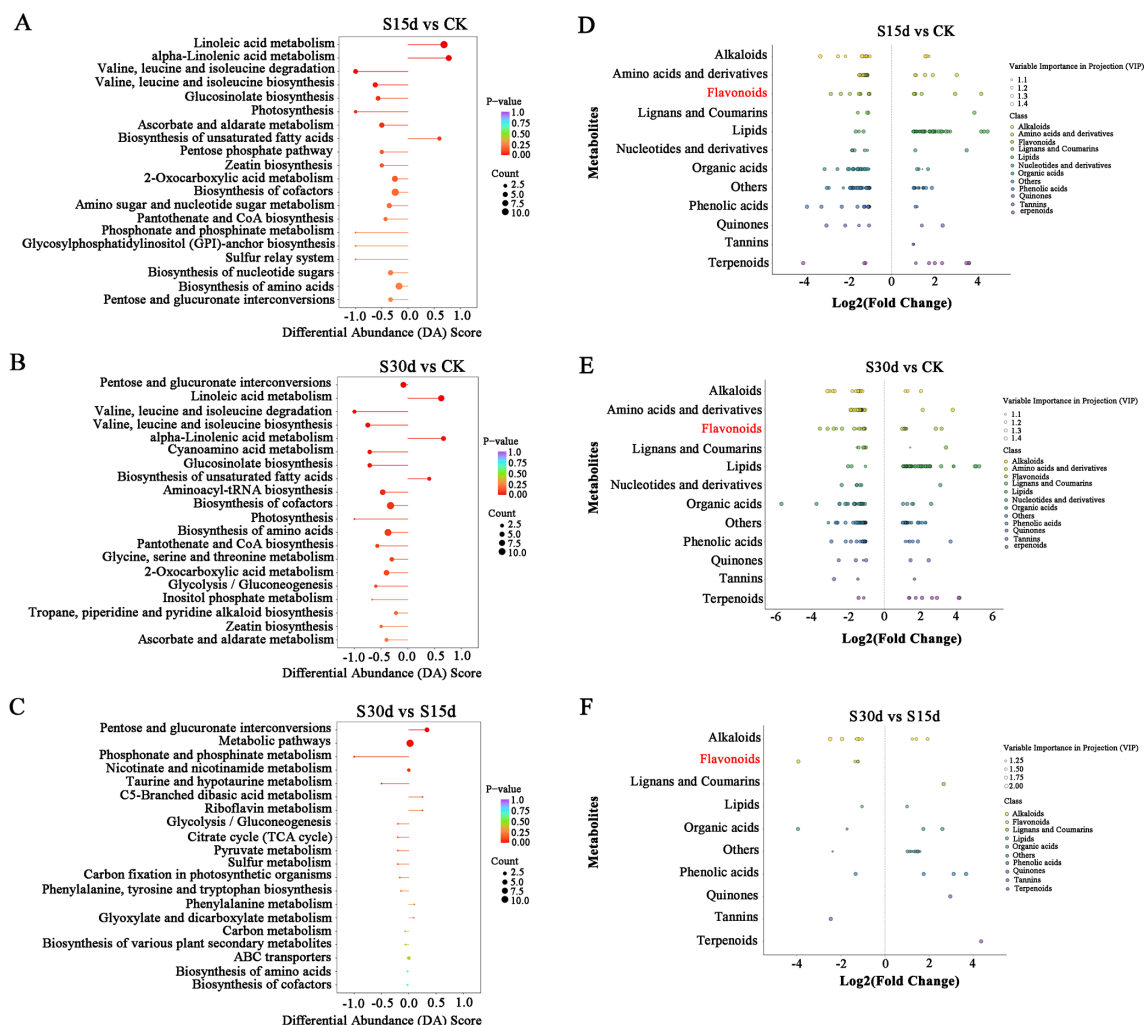 A
S15d vs CK
Linoleic acid metabolism
alpha-Linolenic acid metabolism
Valine, leucine and isoleucine degradation
Valine, leucine and isoleucine biosynthesis
Glucosinolate biosynthesis
Photosynthesis
Ascorbate and aldarate metabolism
Biosynthesis of unsaturated fatty acids
Pentose phosphate pathway
Zeatin biosynthesis
2-Oxocarboxylic acid metabolism
Biosynthesis of cofactors
Amino sugar and nucleotide sugar metabolism
Pantothenate and CoA biosynthesis
Phosphonate and phosphinate metabolism
Glycosylphosphatidylinositol (GPI)-anchor biosynthesis
Sulfur relay system
Biosynthesis of nucleotide sugars
Biosynthesis of amino acids
Pentose and glucuronate interconversions
-1.0 -0.5 0.0 0.5 1.0
Differential Abundance (DA) Score
P-value
1.0
0.75
0.50
0.25
0.00
Count
2.5
5.0
7.5
10.0
D
S15d vs CK
Metabolites
Alkaloids
Amino acids and derivatives
Flavonoids
Lignans and Coumarins
Lipids
Nucleotides and derivatives
Organic acids
Others
Phenolic acids
Quinones
Tannins
Terpenoids
-4 -2 0 2 4
Log2(Fold Change)
Variable Importance in Projection (VIP)
1.1
1.2
1.3
1.4
Class
Alkaloids
Amino acids and derivatives
Flavonoids
Lignans and Coumarins
Lipids
Nucleotides and derivatives
Organic acids
Others
Phenolic acids
Quinones
Tannins
erpenoids
B
S30d vs CK
Pentose and glucuronate interconversions
Linoleic acid metabolism
Valine, leucine and isoleucine degradation
Valine, leucine and isoleucine biosynthesis
alpha-Linolenic acid metabolism
Cyanoamino acid metabolism
Glucosinolate biosynthesis
Biosynthesis of unsaturated fatty acids
Aminoacyl-tRNA biosynthesis
Biosynthesis of cofactors
Photosynthesis
Biosynthesis of amino acids
Pantothenate and CoA biosynthesis
Glycine, serine and threonine metabolism
2-Oxocarboxylic acid metabolism
Glycolysis / Gluconeogenesis
Inositol phosphate metabolism
Tropane, piperidine and pyridine alkaloid biosynthesis
Zeatin biosynthesis
Ascorbate and aldarate metabolism
-1.0 -0.5 0.0 0.5 1.0
Differential Abundance (DA) Score
P-value
1.0
0.75
0.50
0.25
0.00
Count
2.5
5.0
7.5
10.0
E
S30d vs CK
Metabolites
Alkaloids
Amino acids and derivatives
Flavonoids
Lignans and Coumarins
Lipids
Nucleotides and derivatives
Organic acids
Others
Phenolic acids
Quinones
Tannins
Terpenoids
-6 -4 -2 0 2 4 6
Log2(Fold Change)
Variable Importance in Projection (VIP)
1.1
1.2
1.3
1.4
Class
Alkaloids
Amino acids and derivatives
Flavonoids
Lignans and Coumarins
Lipids
Nucleotides and derivatives
Organic acids
Others
Phenolic acids
Quinones
Tannins
erpenoids
C
S30d vs S15d
Pentose and glucuronate interconversions
Metabolic pathways
Phosphonate and phosphinate metabolism
Nicotinate and nicotinamide metabolism
Taurine and hypotaurine metabolism
C5-Branched dibasic acid metabolism
Riboflavin metabolism
Glycolysis / Gluconeogenesis
Citrate cycle (TCA cycle)
Pyruvate metabolism
Sulfur metabolism
Carbon fixation in photosynthetic organisms
Phenylalanine, tyrosine and tryptophan biosynthesis
Phenylalanine metabolism
Glyoxylate and dicarboxylate metabolism
Carbon metabolism
Biosynthesis of various plant secondary metabolites
ABC transporters
Biosynthesis of amino acids
Biosynthesis of cofactors
-1.0 -0.5 0.0 0.5 1.0
Differential Abundance (DA) Score
P-value
1.0
0.75
0.50
0.25
0.00
Count
2.5
5.0
7.5
10.0
F
S30d vs S15d
Metabolites
Alkaloids
Flavonoids
Lignans and Coumarins
Lipids
Organic acids
Others
Phenolic acids
Quinones
Tannins
Terpenoids
-4 -2 0 2 4
Log2(Fold Change)
Variable Importance in Projection (VIP)
1.25
1.50
1.75
2.00
Class
Alkaloids
Flavonoids
Lignans and Coumarins
Lipids
Organic acids
Others
Phenolic acids
Quinones
Tannins
Terpenoids